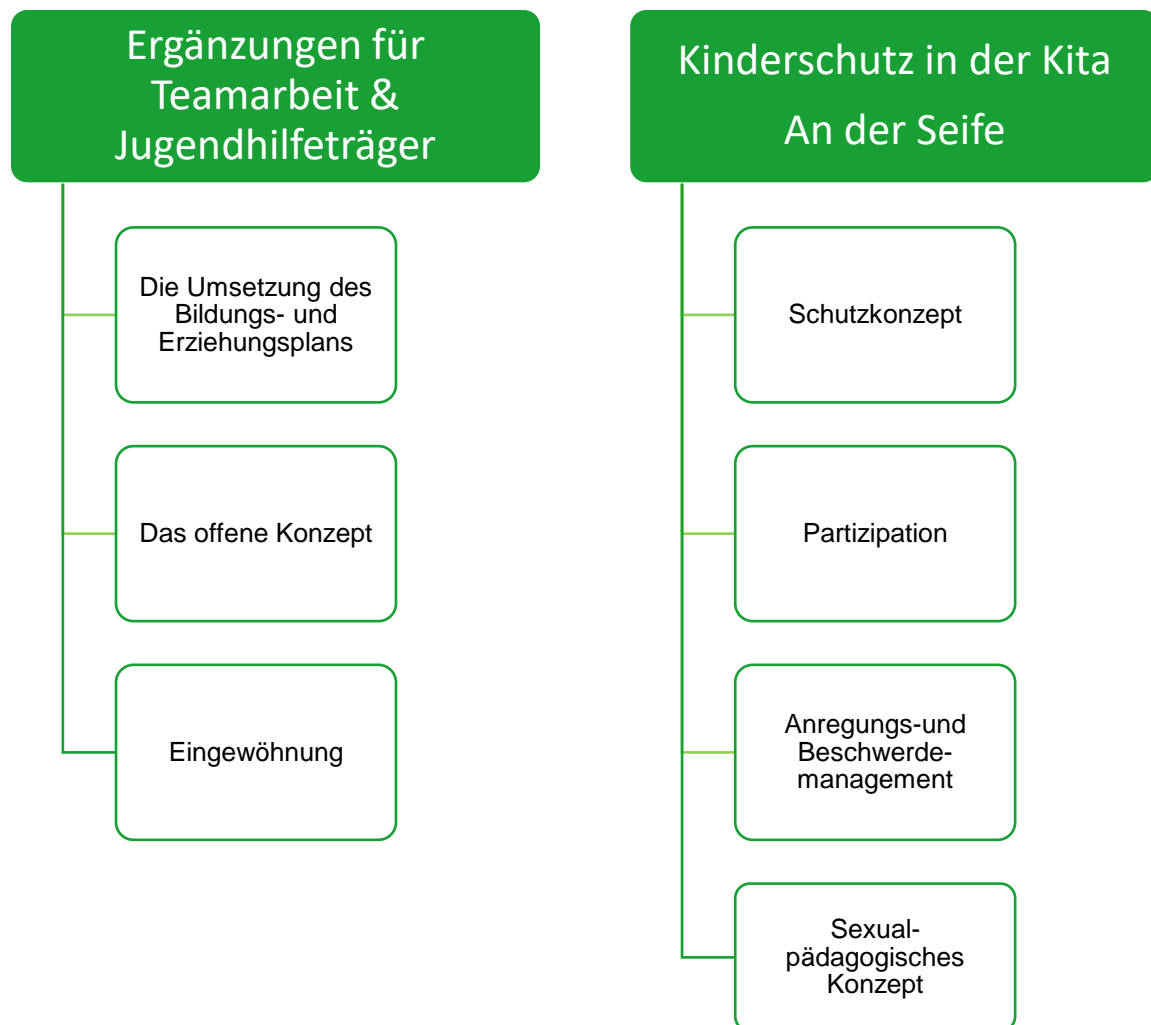 Ergänzungen für
Teamarbeit &
Jugendhilfeträger
Die Umsetzung des
Bildungs- und
Erziehungsplans
Das offene Konzept
Eingewöhnung
Kinderschutz in der Kita
An der Seife
Schutzkonzept
Partizipation
Anregungs-und
Beschwerde-
management
Sexual-
pädagogisches
Konzept